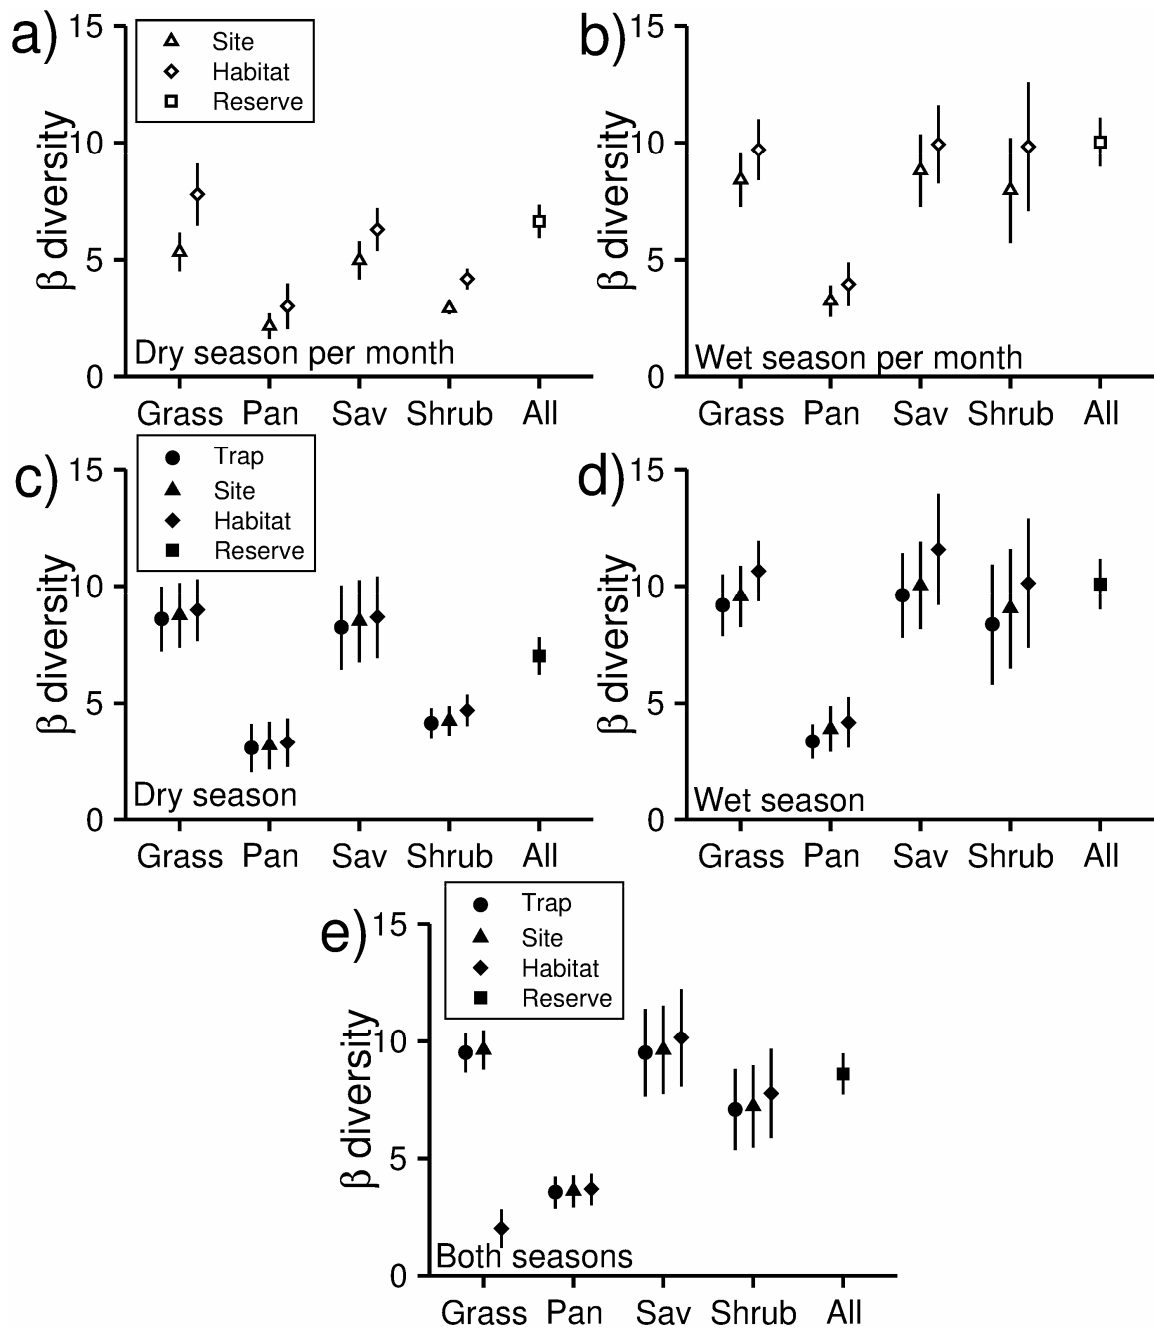 a)
15
10
5
0
β diversity
Site
Habitat
Reserve
Dry season per month
Grass Pan Sav Shrub All
b)
15
10
5
0
β diversity
Wet season per month
Grass Pan Sav Shrub All
c)
15
10
5
0
β diversity
Trap
Site
Habitat
Reserve
Dry season
Grass Pan Sav Shrub All
d)
15
10
5
0
β diversity
Wet season
Grass Pan Sav Shrub All
e)
15
10
5
0
β diversity
Trap
Site
Habitat
Reserve
Both seasons
Grass Pan Sav Shrub All